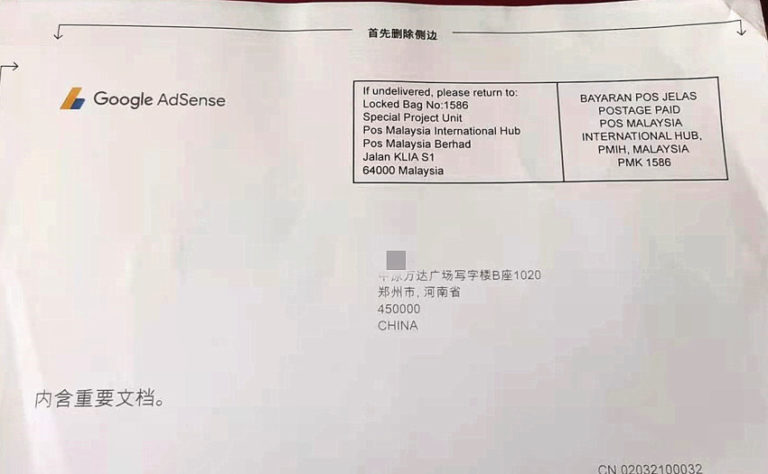 首先删除侧边
Google AdSense
If undelivered, please return to:
Locked Bag No:1586
Special Project Unit
Pos Malaysia International Hub
Pos Malaysia Berhad
Jalan KLIA S1
64000 Malaysia
BAYARAN POS JELAS
POSTAGE PAID
POS MALAYSIA
INTERNATIONAL HUB,
PMIH, MALAYSIA
PMK 1586
万达广场写字楼B座1020
郑州市, 河南省
450000
CHINA
内含重要文档。
CN 02032100032